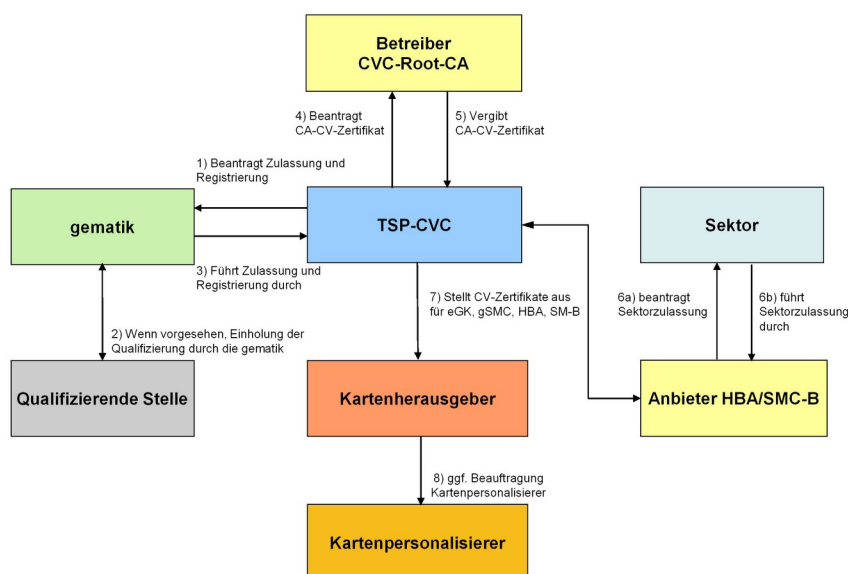 Betreiber
CVC-Root-CA
4) Beantragt
CA-CV-Zertifikat
5) Vergibt
CA-CV-Zertifikat
1) Beantragt Zulassung und
Registrierung
gematik
TSP-CVC
Sektor
3) Führt Zulassung und
Registrierung durch
7) Stellt CV-Zertifikate aus
für eGK, gSMC, HBA, SM-B
6a) beantragt
Sektorzulassung
6b) führt
Sektorzulassung
durch
2) Wenn vorgesehen, Einholung der
Qualifizierung durch die gematik
Qualifizierende Stelle
Kartenherausgeber
Anbieter HBA/SMC-B
8) ggf. Beauftragung
Kartenpersonalisierer
Kartenpersonalisierer